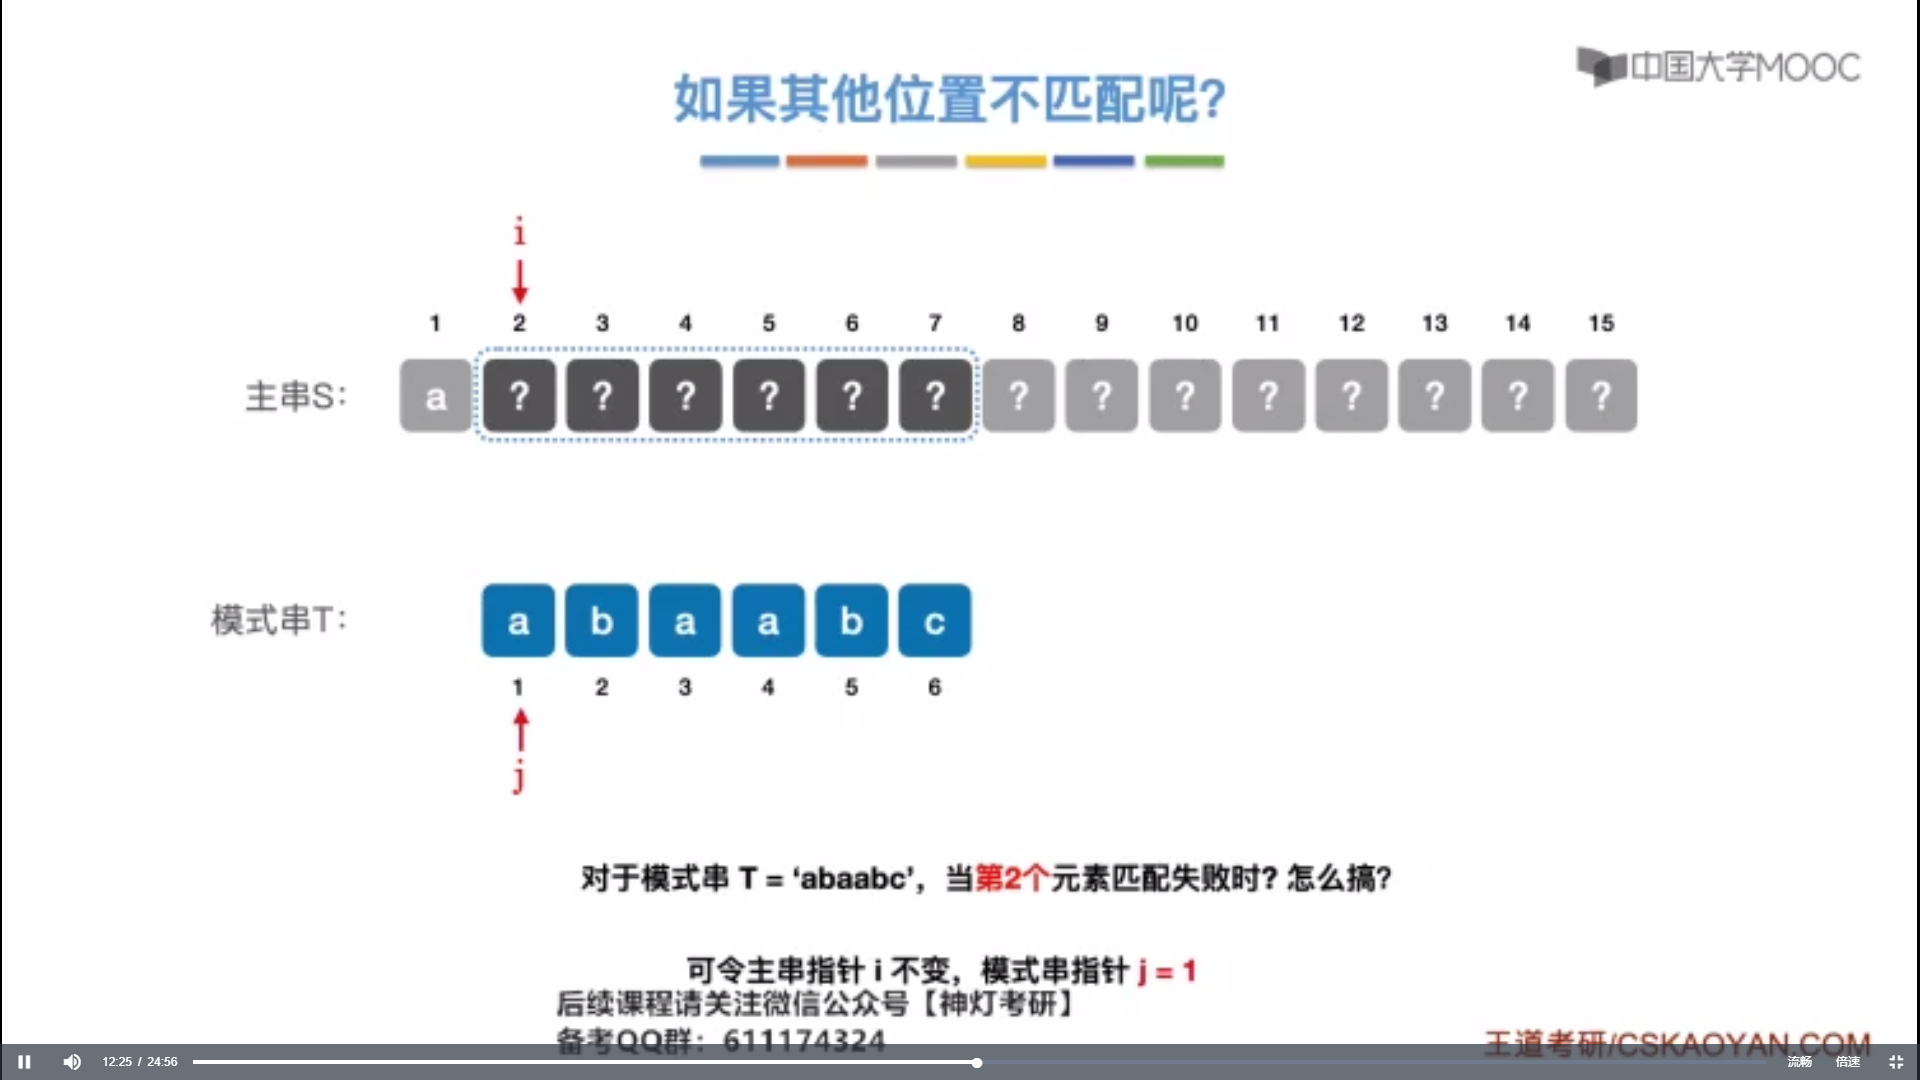 中国大学MOOC
如果其他位置不匹配呢?
i
1 2 3 4 5 6 7 8 9 10 11 12 13 14 15
主串S: a ? ? ? ? ? ? ? ? ? ? ? ? ? ?
模式串T: a b a a b c
1 2 3 4 5 6
j
对于模式串 T = ‘abaabc’，当第2个元素匹配失败时? 怎么搞?
可令主串指针 i 不变，模式串指针 j = 1
后续课程请关注微信公众号【神灯考研】
备考QQ群：611174324
王道考研/CSKAOYAN.COM
12:25 / 24:56 流畅 倍速